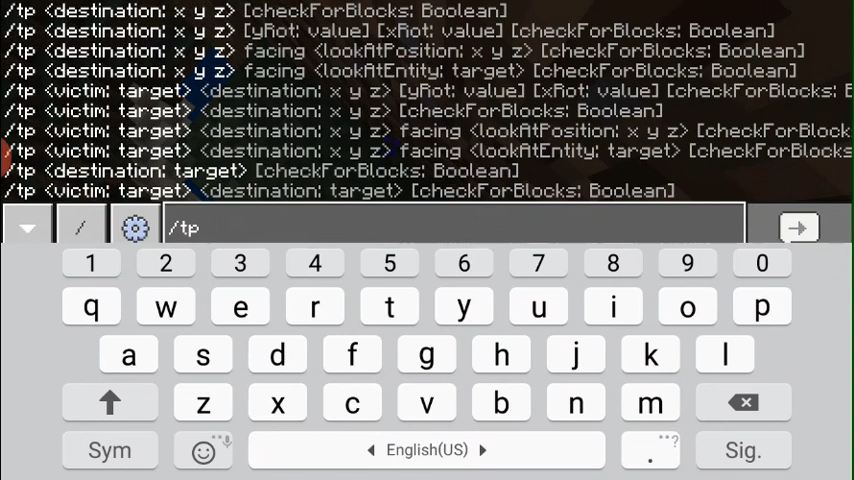 /tp <destination: x y z> [checkForBlocks: Boolean]
/tp <destination: x y z> [yRot: value] [xRot: value] [checkForBlocks: Boolean]
/tp <destination: x y z> facing <lookAtPosition: x y z> [checkForBlocks: Boolean]
/tp <destination: x y z> facing <lookAtEntity: target> [checkForBlocks: Boolean]
/tp <victim: target> <destination: x y z> [yRot: value] [xRot: value] [checkForBlocks: B
/tp <victim: target> <destination: x y z> [checkForBlocks: Boolean]
/tp <victim: target> <destination: x y z> facing <lookAtPosition: x y z> [checkForBlock
/tp <victim: target> <destination: x y z> facing <lookAtEntity: target> [checkForBlocks
/tp <destination: target> [checkForBlocks: Boolean]
/tp <victim: target> <destination: target> [checkForBlocks: Boolean]
/ /tp
1 2 3 4 5 6 7 8 9 0
q w e r t y u i o p
a s d f g h j k l
z x c v b n m
Sym English(US) . ..? Sig.